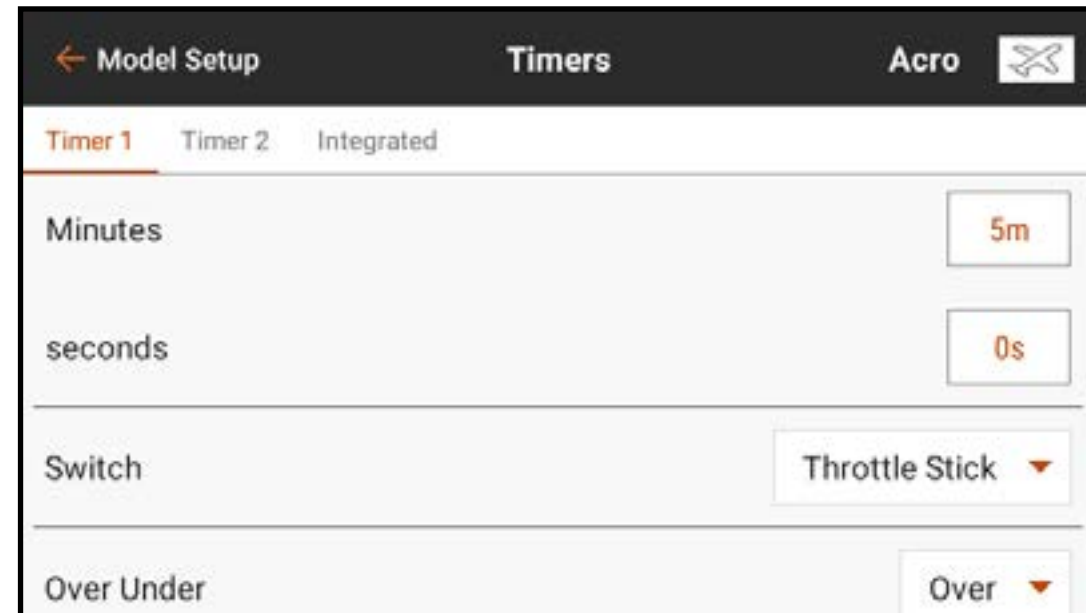 ← Model Setup Timers Acro
Timer 1 Timer 2 Integrated
Minutes 5m
seconds 0s
Switch Throttle Stick
Over Under Over